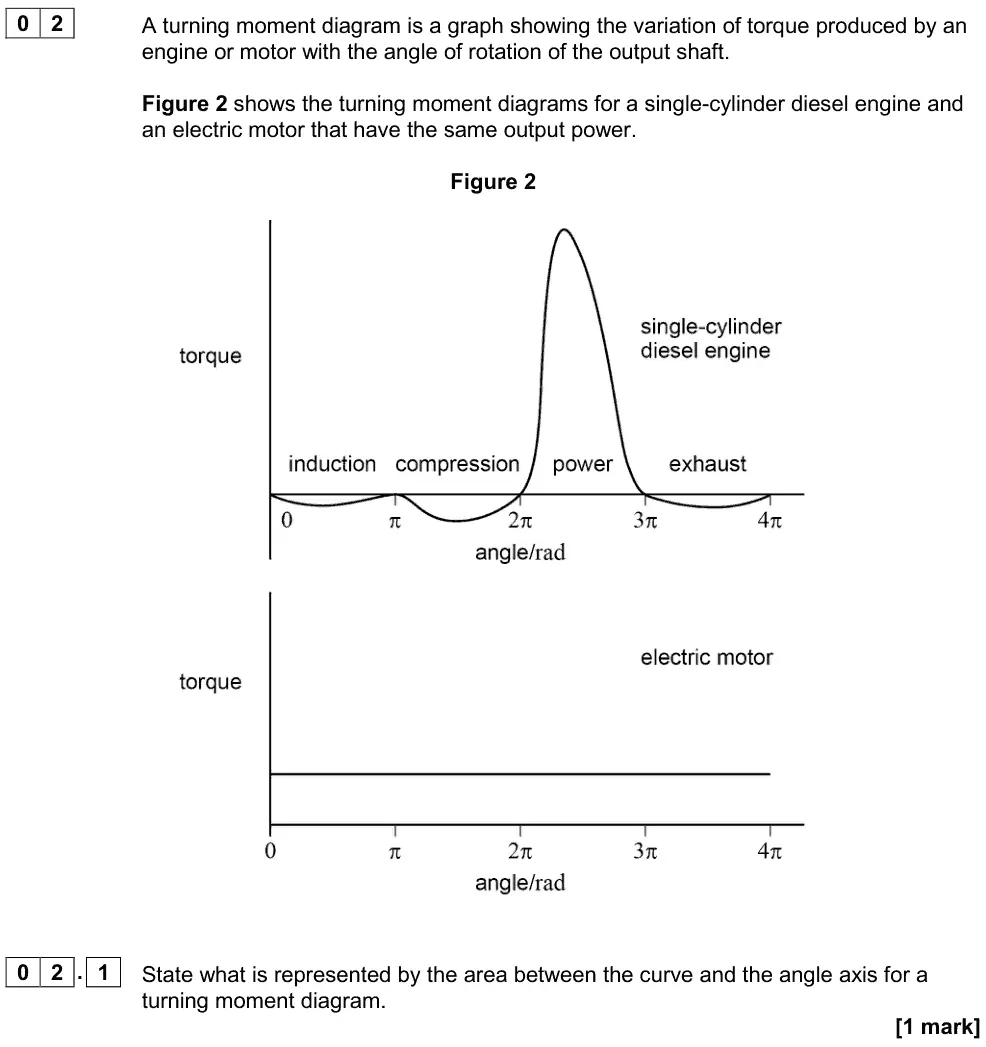 0 2 A turning moment diagram is a graph showing the variation of torque produced by an
engine or motor with the angle of rotation of the output shaft.
Figure 2 shows the turning moment diagrams for a single-cylinder diesel engine and
an electric motor that have the same output power.
Figure 2
single-cylinder
diesel engine
torque
induction compression power exhaust
0 π 2π 3π 4π
angle/rad
electric motor
torque
0 π 2π 3π 4π
angle/rad
0 2 . 1 State what is represented by the area between the curve and the angle axis for a
turning moment diagram.
[1 mark]